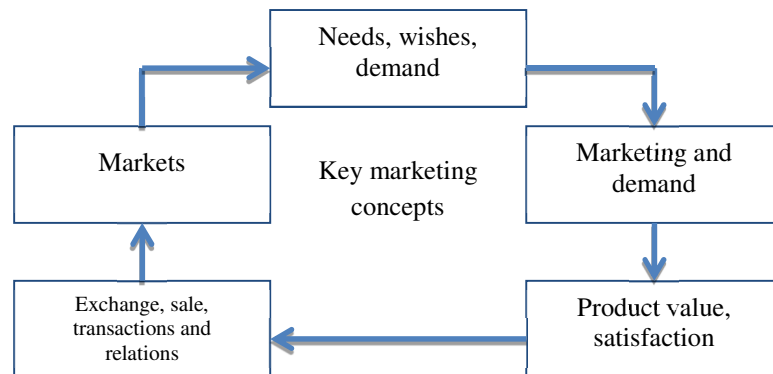 Needs, wishes,
demand
Markets
Key marketing
concepts
Marketing and
demand
Exchange, sale,
transactions and
relations
Product value,
satisfaction